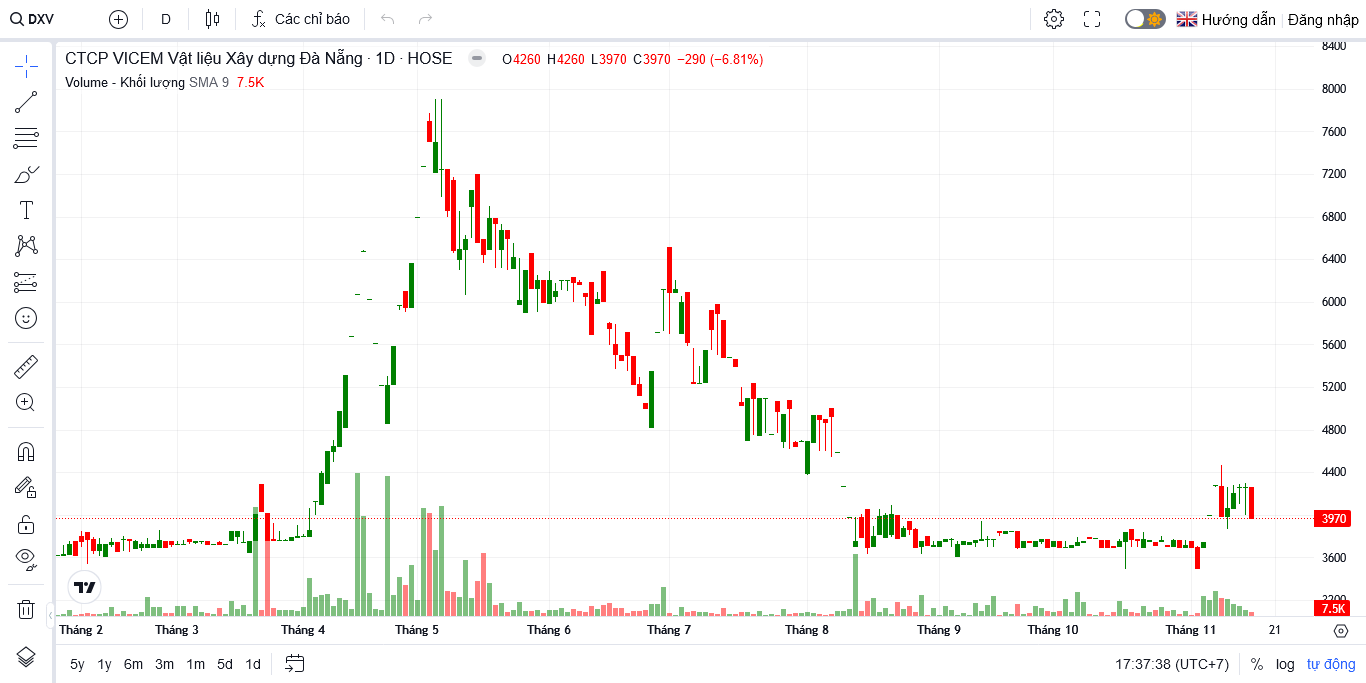 DXV D Các chỉ báo Hướng dẫn Đăng nhập
CTCP VICEM Vật liệu Xây dựng Đà Nẵng · 1D · HOSE O4260 H4260 L3970 C3970 −290 (−6.81%)
Volume - Khối lượng SMA 9 7.5K
8400
8000
7600
7200
6800
6400
6000
5600
5200
4800
4400
3970
3600
3200
7.5K
Tháng 2 Tháng 3 Tháng 4 Tháng 5 Tháng 6 Tháng 7 Tháng 8 Tháng 9 Tháng 10 Tháng 11 21
5y 1y 6m 3m 1m 5d 1d 17:37:38 (UTC+7) % log tự động